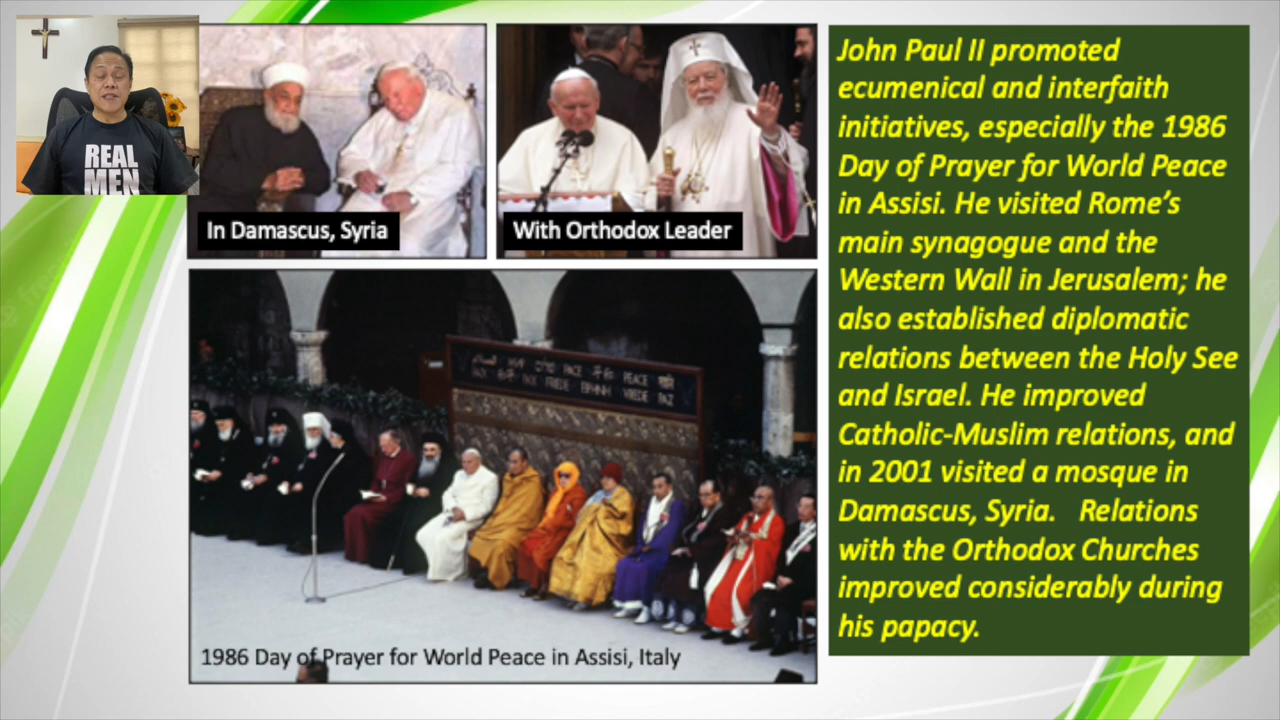 REAL
MEN
In Damascus, Syria
With Orthodox Leader
PACE PEACE
FRIEDE VREDE PAZ
1986 Day of Prayer for World Peace in Assisi, Italy
John Paul II promoted
ecumenical and interfaith
initiatives, especially the 1986
Day of Prayer for World Peace
in Assisi. He visited Rome’s
main synagogue and the
Western Wall in Jerusalem; he
also established diplomatic
relations between the Holy See
and Israel. He improved
Catholic-Muslim relations, and
in 2001 visited a mosque in
Damascus, Syria. Relations
with the Orthodox Churches
improved considerably during
his papacy.